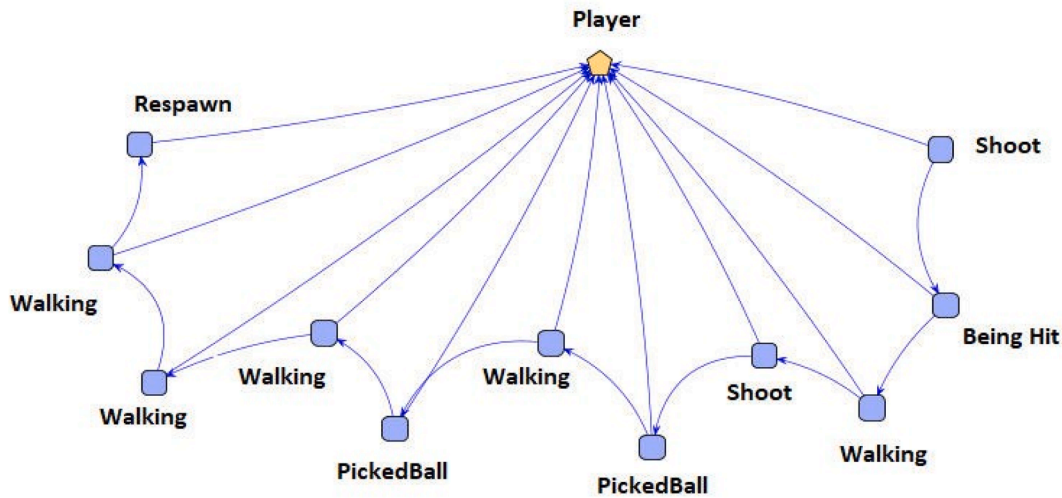 Player
Respawn
Shoot
Walking
Being Hit
Walking
Walking
Shoot
Walking
Walking
PickedBall
PickedBall